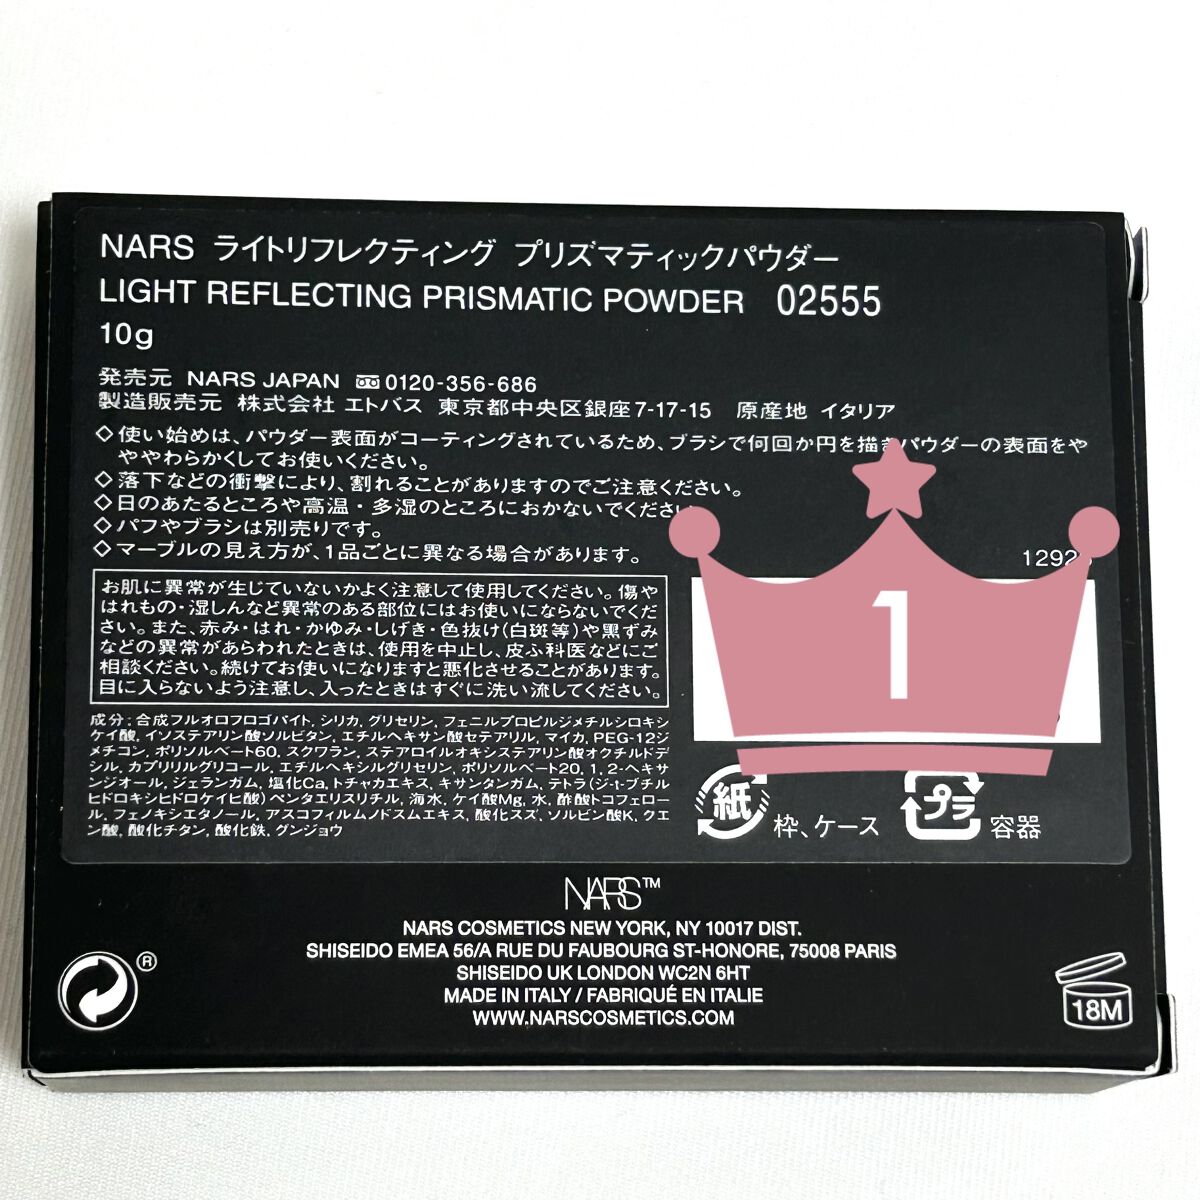 NARS ライトリフレクティング プリズマティックパウダー
LIGHT REFLECTING PRISMATIC POWDER 02555
10g
発売元 NARS JAPAN 0120-356-686
製造販売元 株式会社 エトバス 東京都中央区銀座7-17-15 原産地 イタリア
◇使い始めは、パウダー表面がコーティングされているため、ブラシで何回か円を描きパウダーの表面をや
ややわらかくしてお使いください。
◇落下などの衝撃により、割れることがありますのでご注意ください。
◇日のあたるところや高温・多湿のところにおかないでください
◇パフやブラシは別売りです。
◇マーブルの見え方が、1品ごとに異なる場合があります。
1292
お肌に異常が生じていないかよく注意して使用してください。傷や
はれもの・湿しんなど異常のある部位にはお使いにならないでくだ
さい。また、赤み・はれ・かゆみ・しげき・色抜け(白斑等)や黒ずみ
などの異常があらわれたときは、使用を中止し、皮ふ科医などにご
相談ください。続けてお使いになりますと悪化させることがあります。
目に入らないよう注意し、入ったときはすぐに洗い流してください。
1
成分:合成フルオロフロゴパイト, シリカ, グリセリン, フェニルプロピルジメチルシロキシ
ケイ酸, イソステアリン酸ソルビタン, エチルヘキサン酸セテアリル, マイカ, PEG-12ジ
メチコン, ポリソルベート60, スクワラン, ステアロイルオキシステアリン酸オクチルドデ
シル, カプリリルグリコール, エチルヘキシルグリセリン, ポリソルベート20, 1, 2-ヘキサ
ンジオール, ジェランガム, 塩化Ca, トチャカエキス, キサンタンガム, テトラ(ジ-t-ブチル
ヒドロキシヒドロケイヒ酸)ペンタエリスリチル, 海水, ケイ酸Mg, 水, 酢酸トコフェロー
ル, フェノキシエタノール, アスコフィルムノドスムエキス, 酸化スズ, ソルビン酸K, クエ
ン酸, 酸化チタン, 酸化鉄, グンジョウ
紙 枠、ケース プラ 容器
NARS™
NARS COSMETICS NEW YORK, NY 10017 DIST.
SHISEIDO EMEA 56/A RUE DU FAUBOURG ST-HONORE, 75008 PARIS
SHISEIDO UK LONDON WC2N 6HT
MADE IN ITALY / FABRIQUÉ EN ITALIE
WWW.NARSCOSMETICS.COM
®
18M